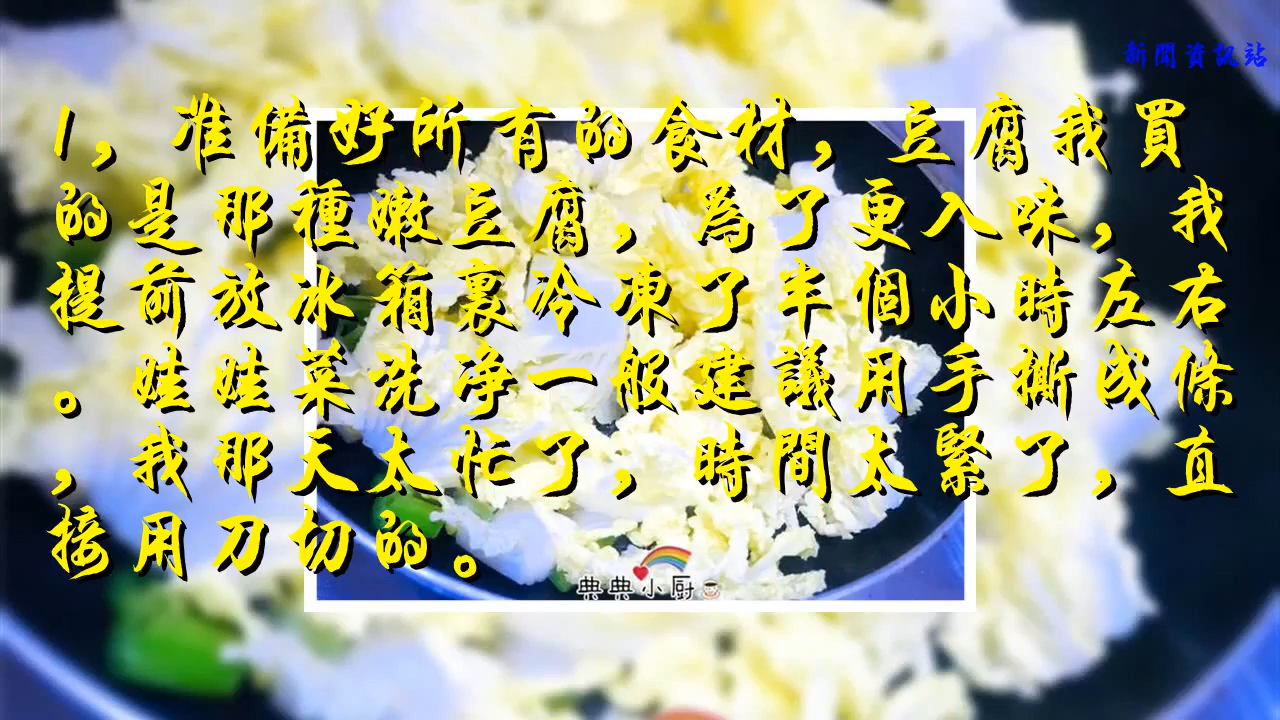 新聞資訊站
1，准備好所有的食材，豆腐我買
的是那種嫩豆腐，為了更入味，我
提前放冰箱裏冷凍了半個小時左右
。娃娃菜洗净一般建議用手撕成條
，我那天太忙了，時間太緊了，直
接用刀切的。
典典小厨